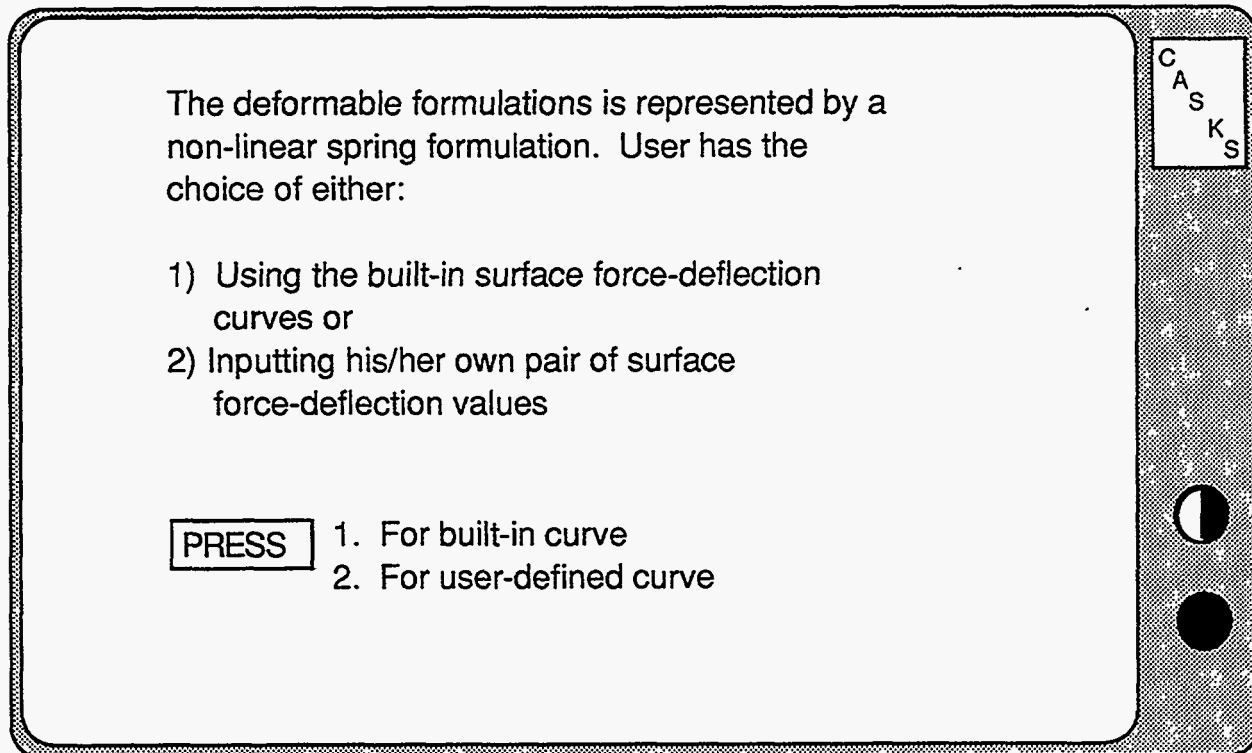 The deformable formulations is represented by a
non-linear spring formulation. User has the
choice of either:
1) Using the built-in surface force-deflection
curves or
2) Inputting his/her own pair of surface
force-deflection values
PRESS 1. For built-in curve
2. For user-defined curve
CASKS